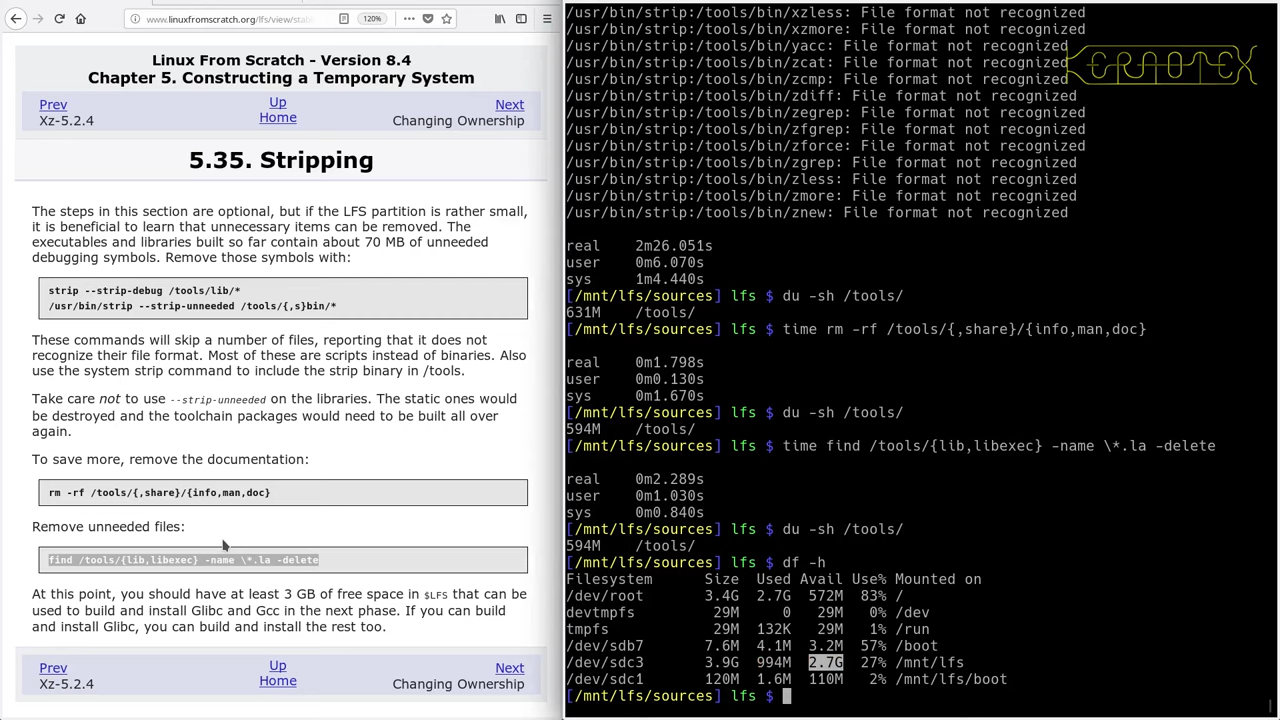 www.linuxfromscratch.org/lfs/view/stab
120%
Linux From Scratch - Version 8.4
Chapter 5. Constructing a Temporary System
Prev
Up
Next
Xz-5.2.4
Home
Changing Ownership
5.35. Stripping
The steps in this section are optional, but if the LFS partition is rather small,
it is beneficial to learn that unnecessary items can be removed. The
executables and libraries built so far contain about 70 MB of unneeded
debugging symbols. Remove those symbols with:
strip --strip-debug /tools/lib/*
/usr/bin/strip --strip-unneeded /tools/{,s}bin/*
These commands will skip a number of files, reporting that it does not
recognize their file format. Most of these are scripts instead of binaries. Also
use the system strip command to include the strip binary in /tools.
Take care not to use --strip-unneeded on the libraries. The static ones would
be destroyed and the toolchain packages would need to be built all over
again.
To save more, remove the documentation:
rm -rf /tools/{,share}/{info,man,doc}
Remove unneeded files:
find /tools/{lib,libexec} -name \*.la -delete
At this point, you should have at least 3 GB of free space in $LFS that can be
used to build and install Glibc and Gcc in the next phase. If you can build
and install Glibc, you can build and install the rest too.
Prev
Up
Next
Xz-5.2.4
Home
Changing Ownership
/usr/bin/strip:/tools/bin/xzless: File format not recognized
/usr/bin/strip:/tools/bin/xzmore: File format not recognized
/usr/bin/strip:/tools/bin/yacc: File format not recognized
/usr/bin/strip:/tools/bin/zcat: File format not recognized
/usr/bin/strip:/tools/bin/zcmp: File format not recognized
/usr/bin/strip:/tools/bin/zdiff: File format not recognized
/usr/bin/strip:/tools/bin/zegrep: File format not recognized
/usr/bin/strip:/tools/bin/zfgrep: File format not recognized
/usr/bin/strip:/tools/bin/zforce: File format not recognized
/usr/bin/strip:/tools/bin/zgrep: File format not recognized
/usr/bin/strip:/tools/bin/zless: File format not recognized
/usr/bin/strip:/tools/bin/zmore: File format not recognized
/usr/bin/strip:/tools/bin/znew: File format not recognized
real 2m26.051s
user 0m6.070s
sys 1m4.440s
[/mnt/lfs/sources] lfs $ du -sh /tools/
631M /tools/
[/mnt/lfs/sources] lfs $ time rm -rf /tools/{,share}/{info,man,doc}
real 0m1.798s
user 0m0.130s
sys 0m1.670s
[/mnt/lfs/sources] lfs $ du -sh /tools/
594M /tools/
[/mnt/lfs/sources] lfs $ time find /tools/{lib,libexec} -name \*.la -delete
real 0m2.289s
user 0m1.030s
sys 0m0.840s
[/mnt/lfs/sources] lfs $ du -sh /tools/
594M /tools/
[/mnt/lfs/sources] lfs $ df -h
Filesystem Size Used Avail Use% Mounted on
/dev/root 3.4G 2.7G 572M 83% /
devtmpfs 29M 0 29M 0% /dev
tmpfs 29M 132K 29M 1% /run
/dev/sdb7 7.6M 4.1M 3.2M 57% /boot
/dev/sdc3 3.9G 994M 2.7G 27% /mnt/lfs
/dev/sdc1 120M 1.6M 110M 2% /mnt/lfs/boot
[/mnt/lfs/sources] lfs $